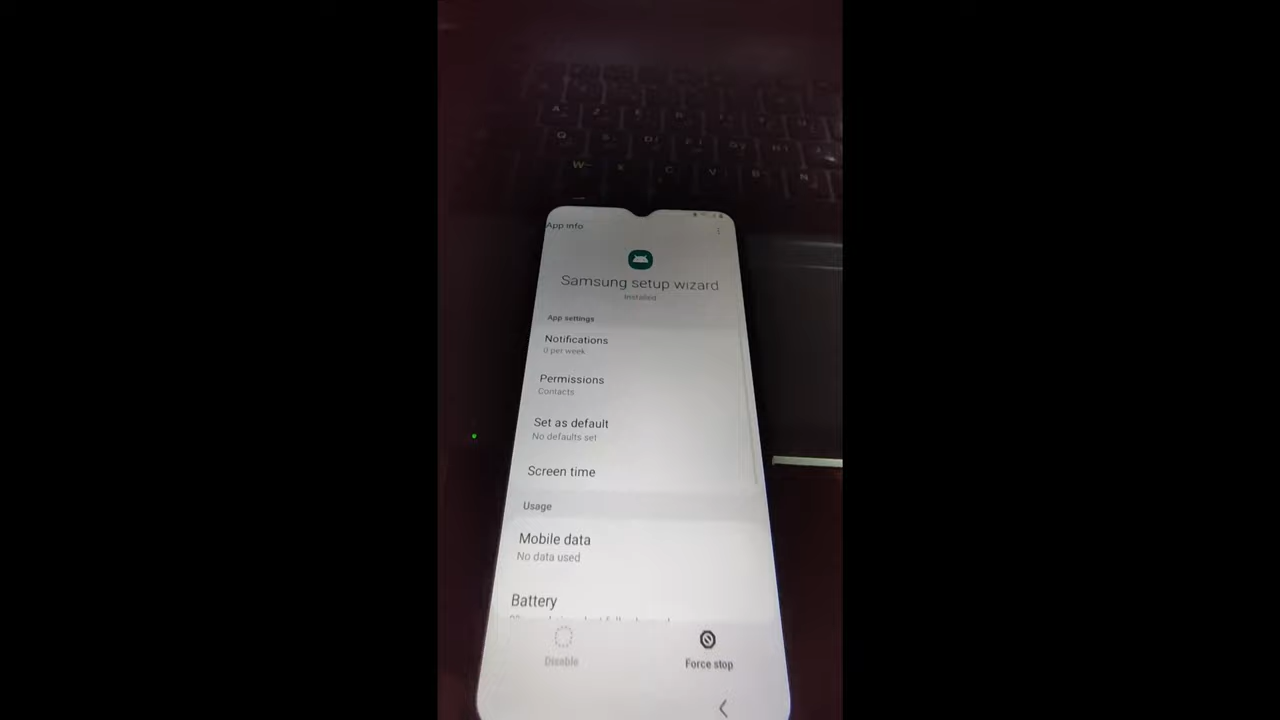 A Z E R
Q S D F G H
W X C V B N
App info
Samsung setup wizard
Installed
App settings
Notifications
0 per week
Permissions
Contacts
Set as default
No defaults set
Screen time
Usage
Mobile data
No data used
Battery
Disable
Force stop